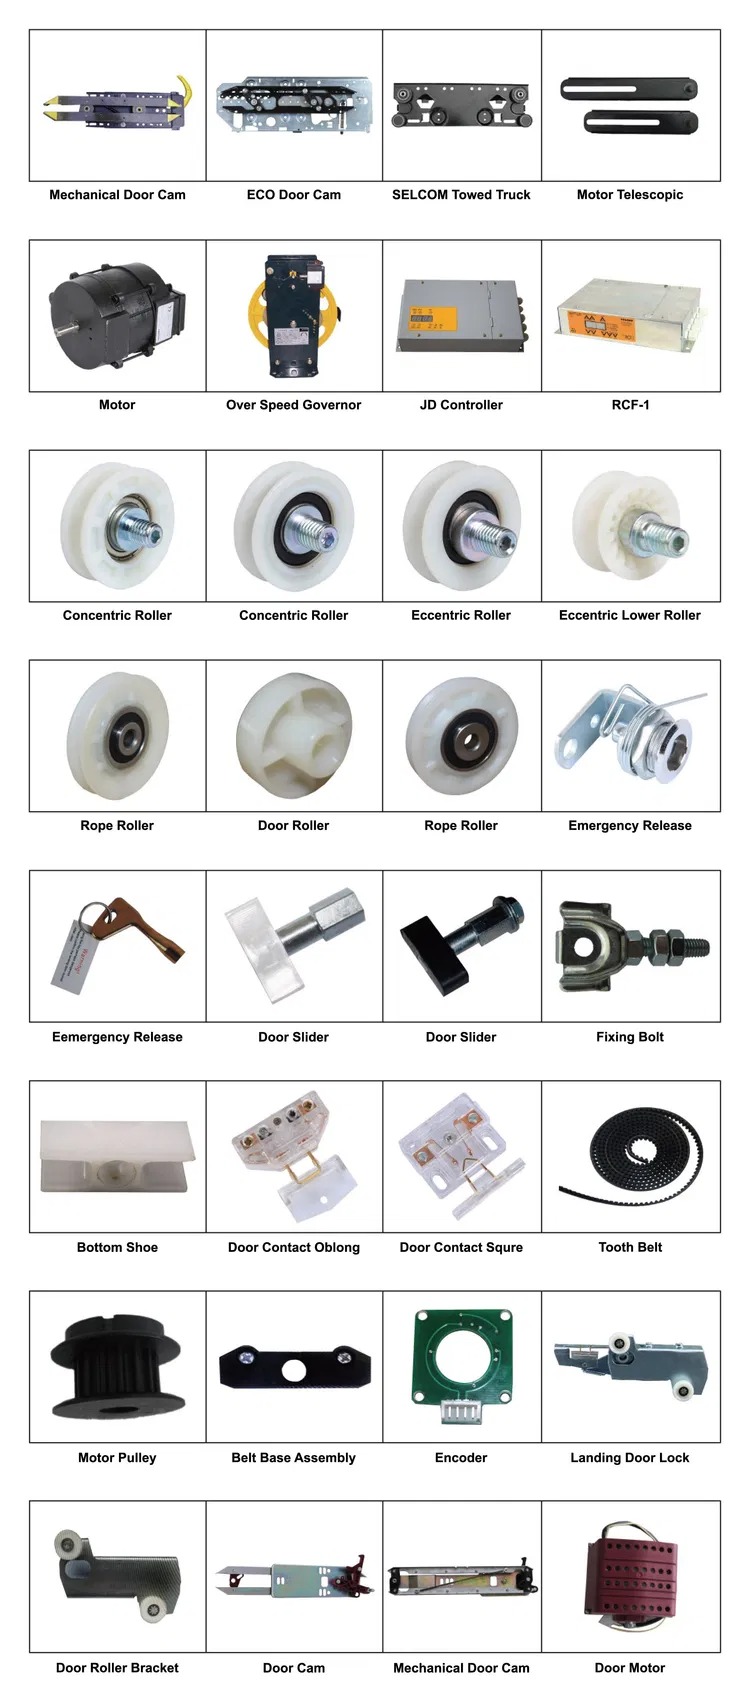 Mechanical Door Cam
ECO Door Cam
SELCOM Towed Truck
Motor Telescopic
Motor
Over Speed Governor
JD Controller
RCF-1
Concentric Roller
Concentric Roller
Eccentric Roller
Eccentric Lower Roller
Rope Roller
Door Roller
Rope Roller
Emergency Release
Eemergency Release
Door Slider
Door Slider
Fixing Bolt
Bottom Shoe
Door Contact Oblong
Door Contact Squre
Tooth Belt
Motor Pulley
Belt Base Assembly
Encoder
Landing Door Lock
Door Roller Bracket
Door Cam
Mechanical Door Cam
Door Motor